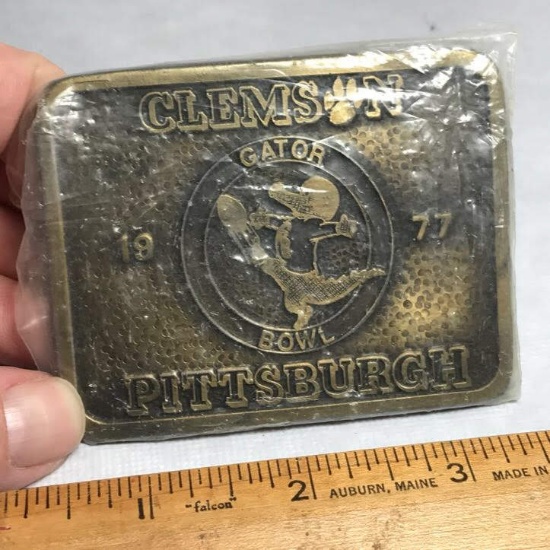 CLEMSON
GATOR
19 77
BOWL
PITTSBURGH
1 2 3
"falcon" AUBURN, MAINE MADE IN